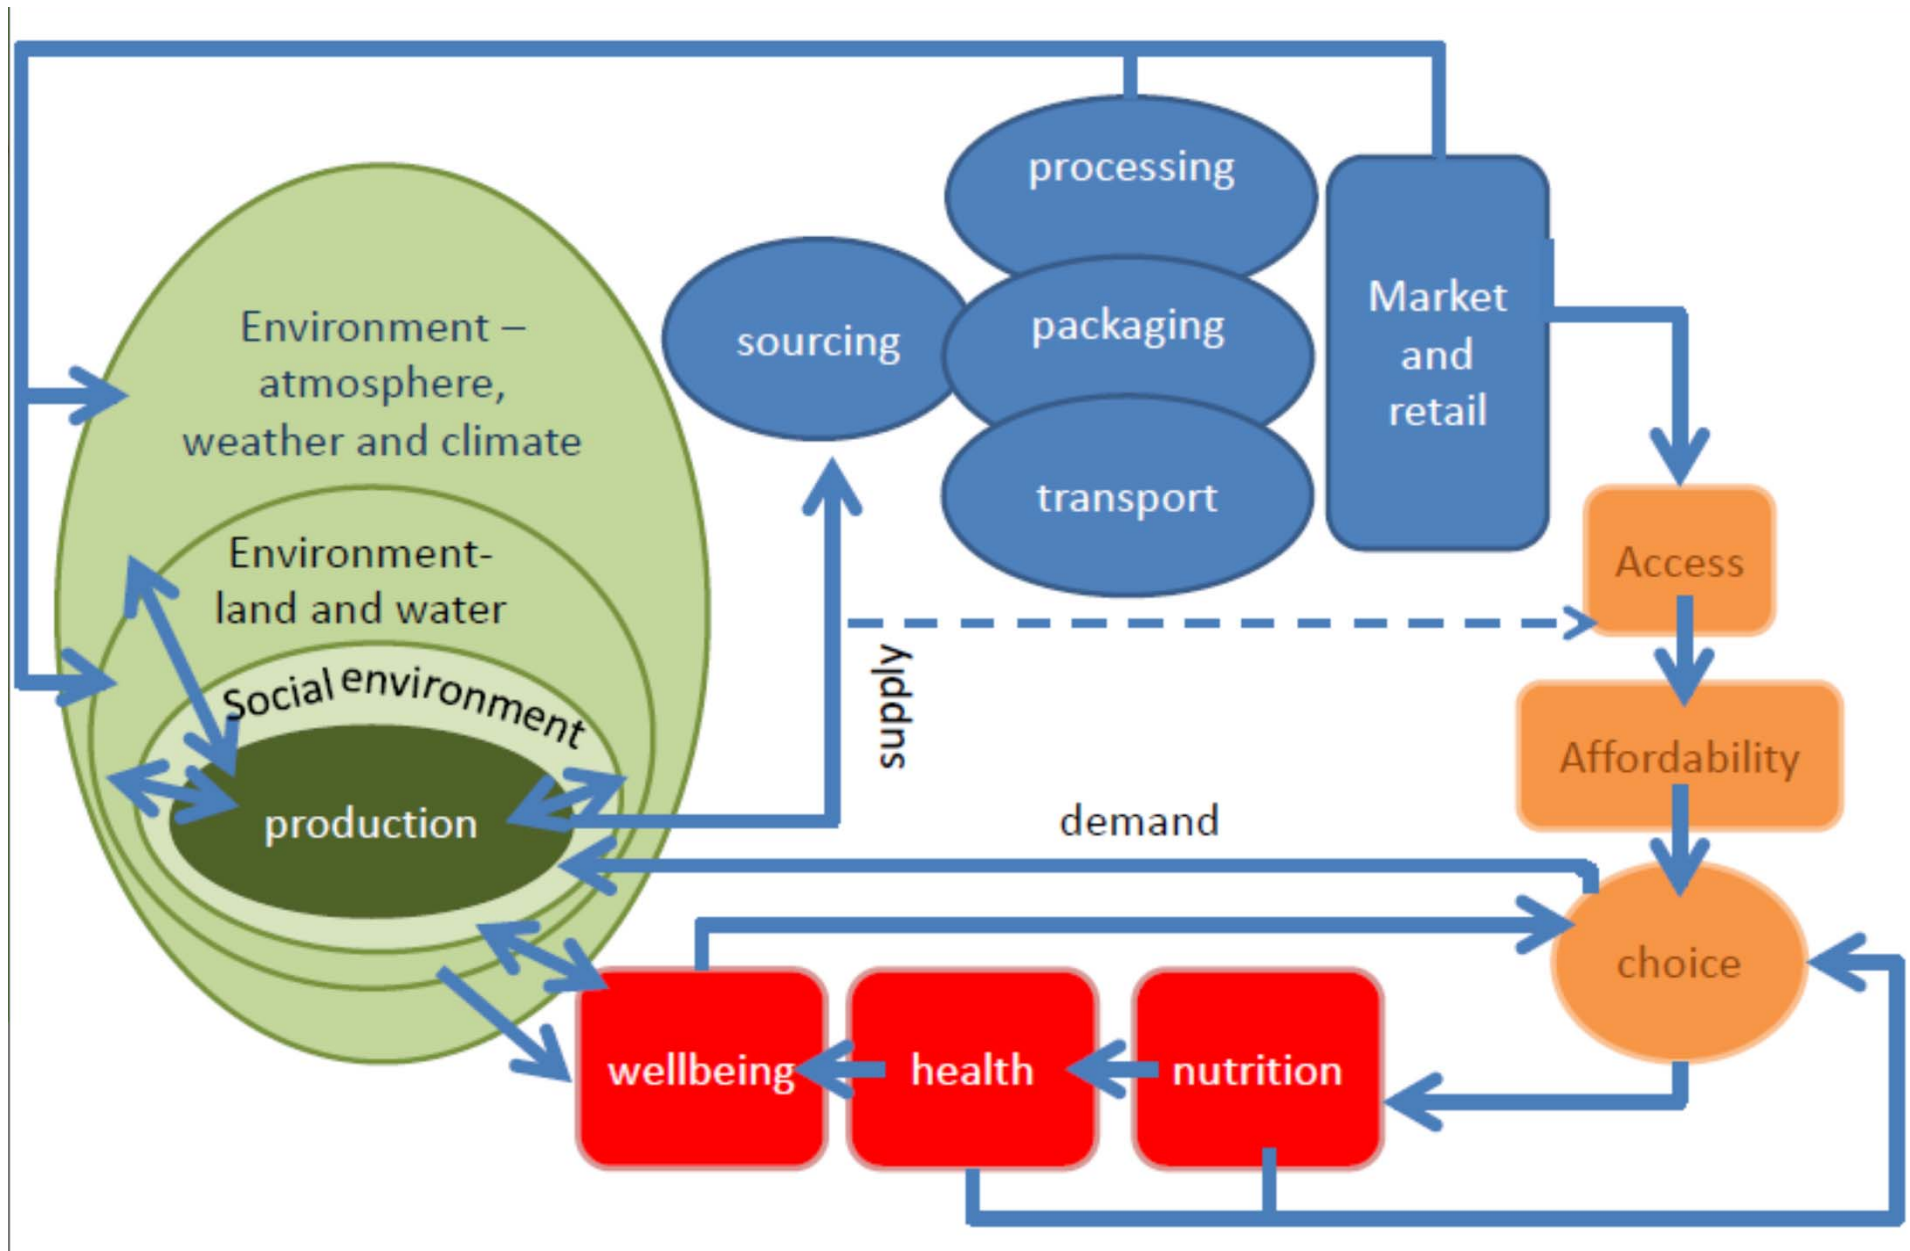 processing
Market
and
retail
packaging
sourcing
transport
Environment –
atmosphere,
weather and climate
Environment-
land and water
Social environment
production
supply
Access
Affordability
demand
choice
wellbeing
health
nutrition